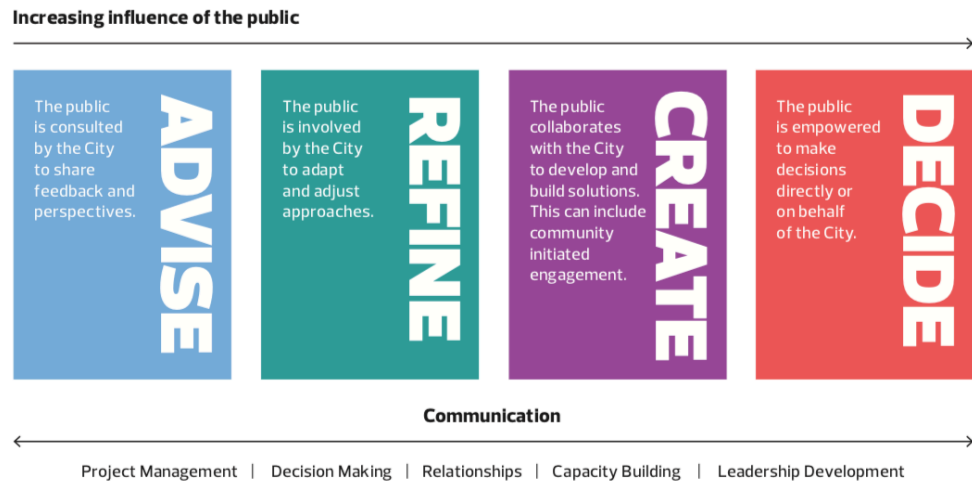 Increasing influence of the public
The public
is consulted
by the City
to share
feedback and
perspectives.
ADVISE
The public
is involved
by the City
to adapt
and adjust
approaches.
REFINE
The public
collaborates
with the City
to develop and
build solutions.
This can include
community
initiated
engagement.
CREATE
The public
is empowered
to make
decisions
directly or
on behalf
of the City.
DECIDE
Communication
Project Management | Decision Making | Relationships | Capacity Building | Leadership Development